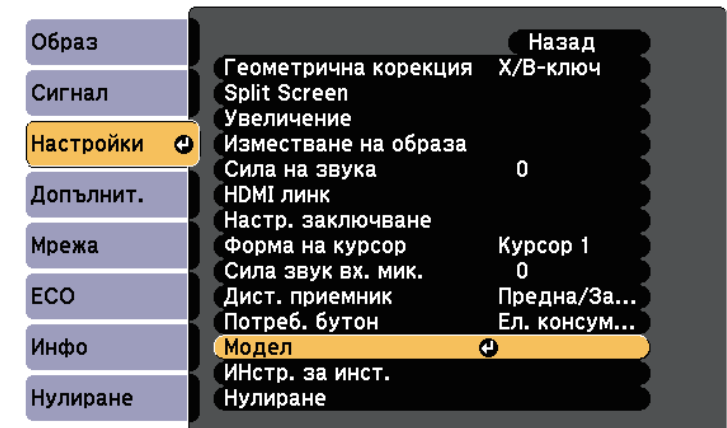 Образ
Сигнал
Настройки
Допълнит.
Мрежа
ECO
Инфо
Нулиране
Назад
Геометрична корекция Х/В-ключ
Split Screen
Увеличение
Изместване на образа
Сила на звука 0
HDMI линк
Настр. заключване
Форма на курсор Курсор 1
Сила звук вх. мик. 0
Дист. приемник Предна/За...
Потреб. бутон Ел. консум...
Модел
ИНстр. за инст.
Нулиране